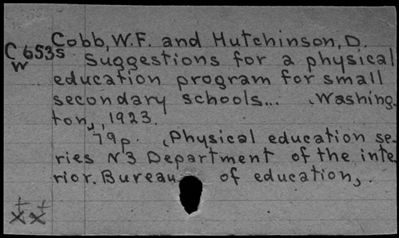 Cobb, W.F. and Hutchinson, D.
C653s Suggestions for a physical
w
education program for small
secondary schools... Washing-
ton, 1923.
79p. (Physical education se-
ries N3 Department of the inte-
rior. Bureau of education,